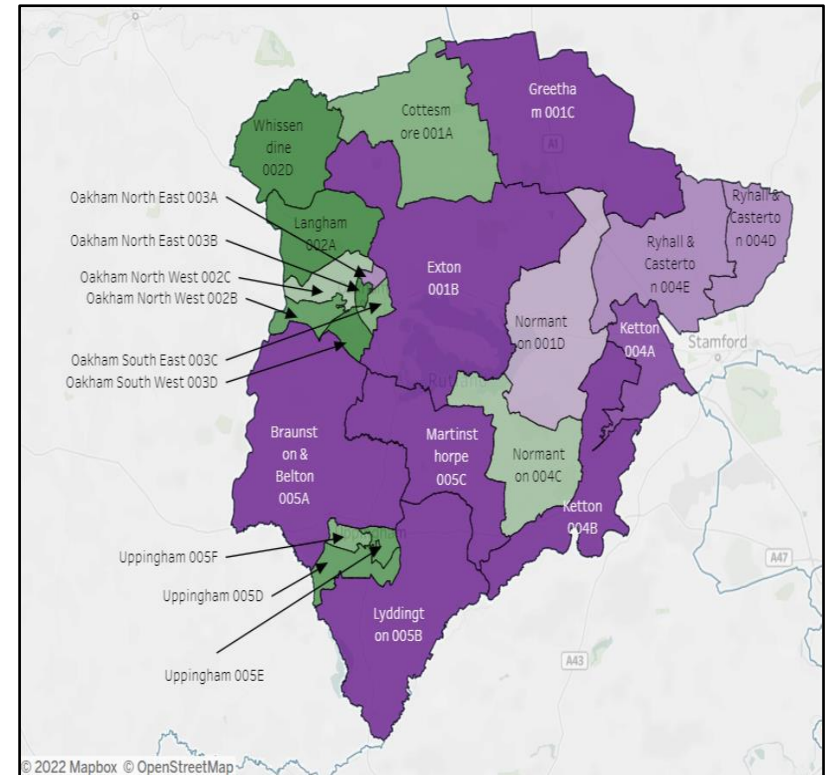 Greetha
m 001C
Cottesm
ore 001A
A1
Whissen
dine
002D
Ryhall &
Casterto
n 004D
Oakham North East 003A
Langham
002A
Ryhall &
Casterto
n 004E
Oakham North East 003B
Exton
001B
Oakham North West 002C
Oakham North West 002B
Normant
on 001D
Ketton
004A
Stamford
Oakham South East 003C
Oakham South West 003D
Braunst
on &
Belton
005A
Martinst
horpe
005C
Normant
on 004C
Ketton
004B
Uppingham
Uppingham 005F
A47
Uppingham 005D
Lyddingt
on 005B
Uppingham 005E
A43
© 2022 Mapbox © OpenStreetMap